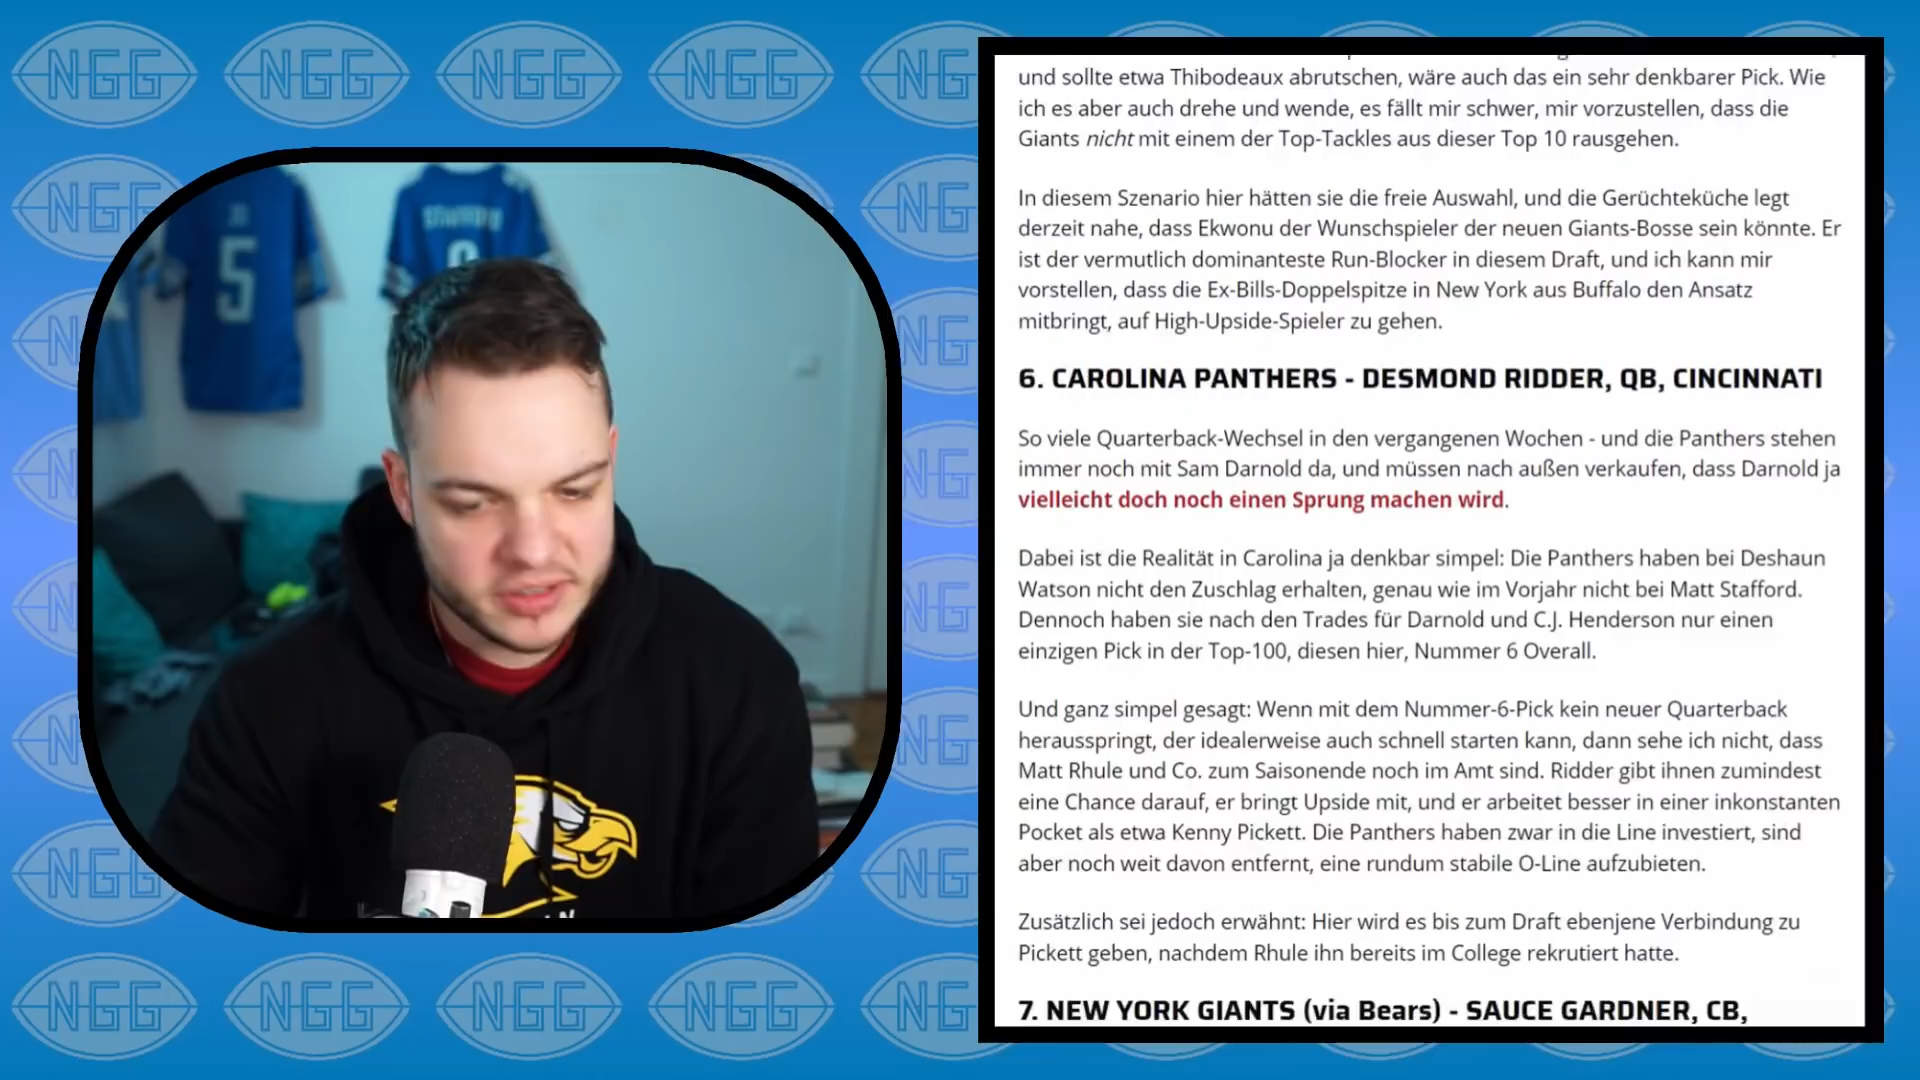 NGG NGG NGG NGG NGG
NGG
5
STAFFORD
und sollte etwa Thibodeaux abrutschen, wäre auch das ein sehr denkbarer Pick. Wie
ich es aber auch drehe und wende, es fällt mir schwer, mir vorzustellen, dass die
Giants nicht mit einem der Top-Tackles aus dieser Top 10 rausgehen.
In diesem Szenario hier hätten sie die freie Auswahl, und die Gerüchteküche legt
derzeit nahe, dass Ekwonu der Wunschspieler der neuen Giants-Bosse sein könnte. Er
ist der vermutlich dominanteste Run-Blocker in diesem Draft, und ich kann mir
vorstellen, dass die Ex-Bills-Doppelspitze in New York aus Buffalo den Ansatz
mitbringt, auf High-Upside-Spieler zu gehen.
6. CAROLINA PANTHERS - DESMOND RIDDER, QB, CINCINNATI
So viele Quarterback-Wechsel in den vergangenen Wochen - und die Panthers stehen
immer noch mit Sam Darnold da, und müssen nach außen verkaufen, dass Darnold ja
vielleicht doch noch einen Sprung machen wird.
Dabei ist die Realität in Carolina ja denkbar simpel: Die Panthers haben bei Deshaun
Watson nicht den Zuschlag erhalten, genau wie im Vorjahr nicht bei Matt Stafford.
Dennoch haben sie nach den Trades für Darnold und C.J. Henderson nur einen
einzigen Pick in der Top-100, diesen hier, Nummer 6 Overall.
Und ganz simpel gesagt: Wenn mit dem Nummer-6-Pick kein neuer Quarterback
herausspringt, der idealerweise auch schnell starten kann, dann sehe ich nicht, dass
Matt Rhule und Co. zum Saisonende noch im Amt sind. Ridder gibt ihnen zumindest
eine Chance darauf, er bringt Upside mit, und er arbeitet besser in einer inkonstanten
Pocket als etwa Kenny Pickett. Die Panthers haben zwar in die Line investiert, sind
aber noch weit davon entfernt, eine rundum stabile O-Line aufzubieten.
Zusätzlich sei jedoch erwähnt: Hier wird es bis zum Draft ebenjene Verbindung zu
Pickett geben, nachdem Rhule ihn bereits im College rekrutiert hatte.
7. NEW YORK GIANTS (via Bears) - SAUCE GARDNER, CB,
NGG NGG NGG NGG